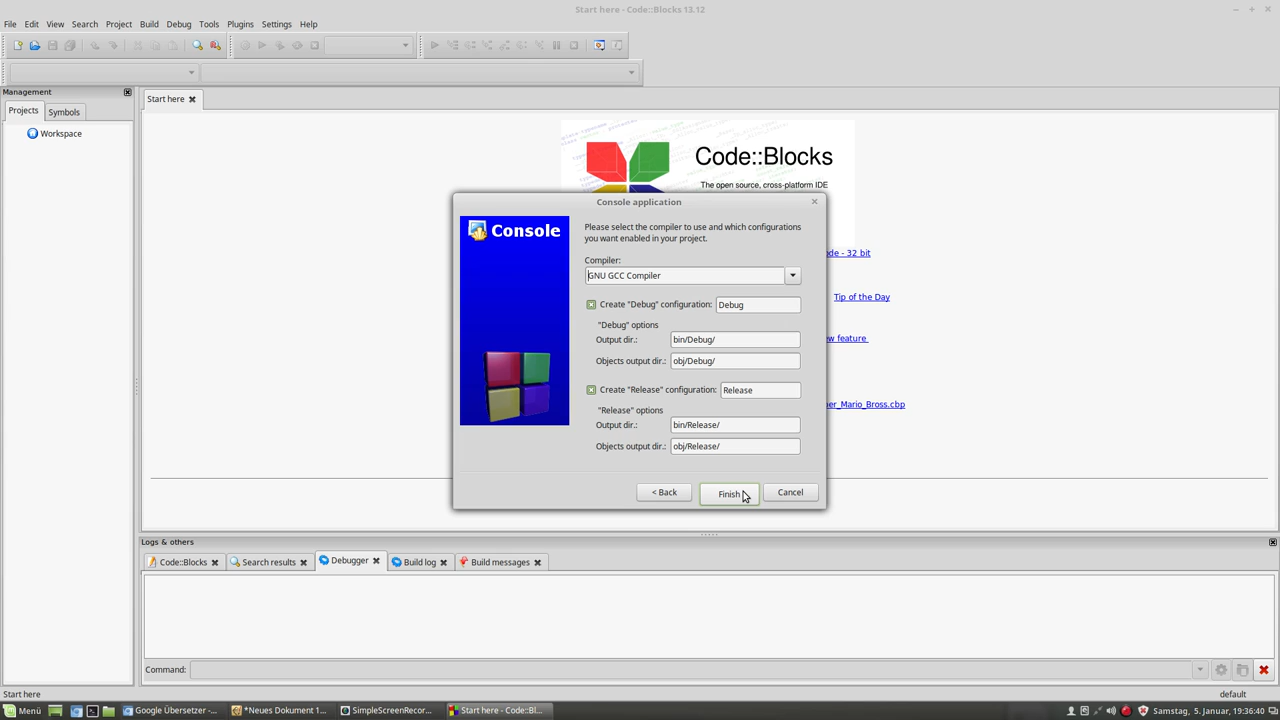 Start here - Code::Blocks 13.12
File Edit View Search Project Build Debug Tools Plugins Settings Help
Management
Projects Symbols
Workspace
Start here
Code::Blocks
The open source, cross-platform IDE
ode - 32 bit
Tip of the Day
w feature
er_Mario_Bross.cbp
Console application
Console
Please select the compiler to use and which configurations
you want enabled in your project.
Compiler:
GNU GCC Compiler
Create "Debug" configuration: Debug
"Debug" options
Output dir.: bin/Debug/
Objects output dir.: obj/Debug/
Create "Release" configuration: Release
"Release" options
Output dir.: bin/Release/
Objects output dir.: obj/Release/
< Back Finish Cancel
Logs & others
Code::Blocks Search results Debugger Build log Build messages
Command:
Start here default
Menü Google Übersetzer -... *Neues Dokument 1... SimpleScreenRecor... Start here - Code::Bl... Samstag, 5. Januar, 19:36:40